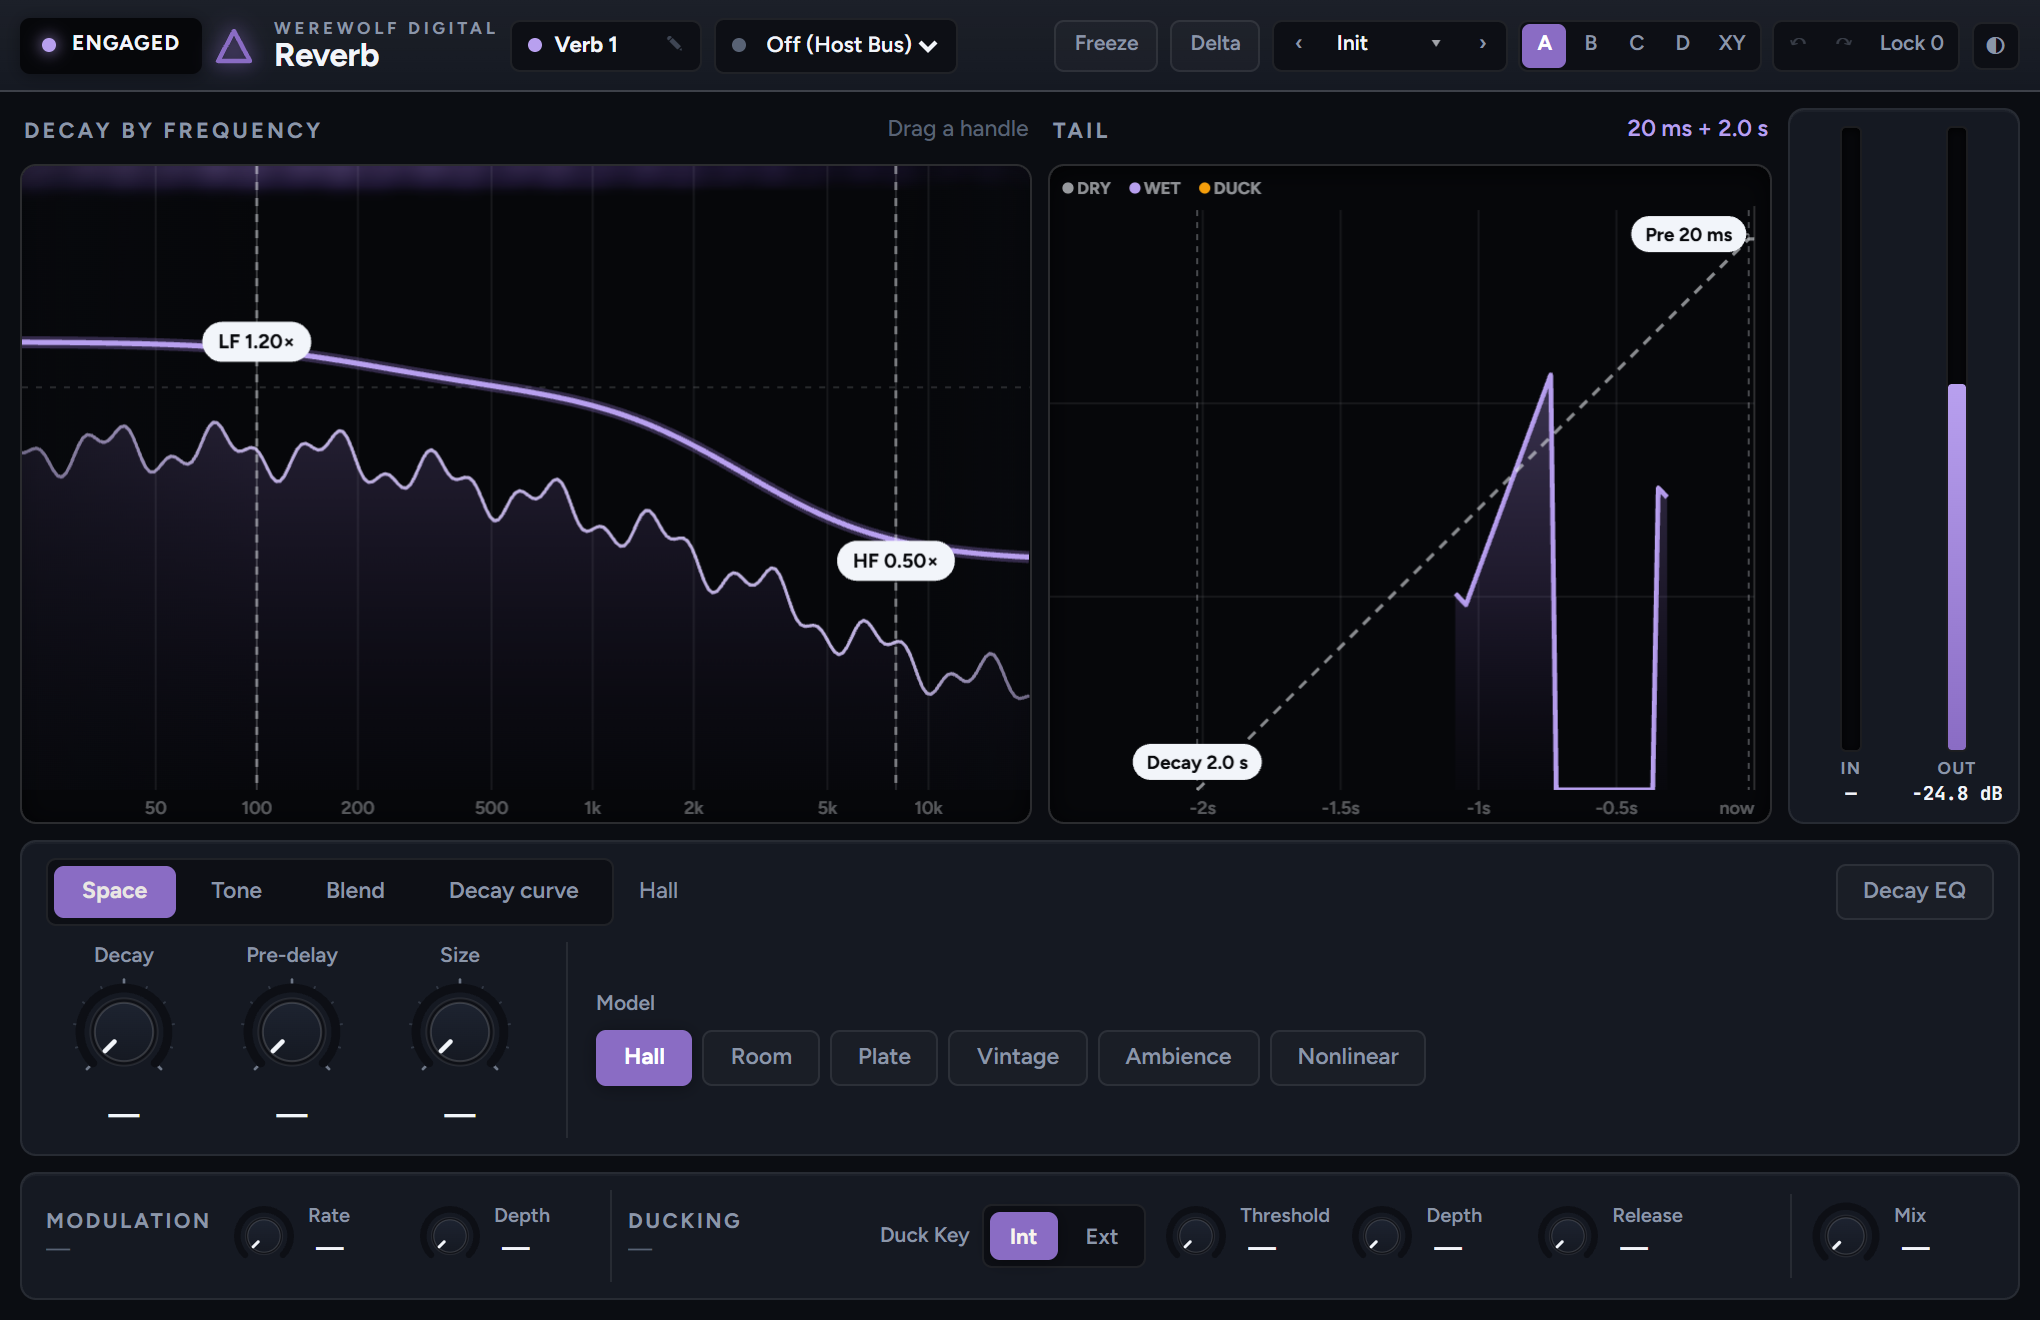 ENGAGED
WEREWOLF DIGITAL
Reverb
Verb 1
Off (Host Bus)
Freeze
Delta
‹ Init ▾ ›
A B C D XY
Lock 0
DECAY BY FREQUENCY
Drag a handle
LF 1.20×
HF 0.50×
50 100 200 500 1k 2k 5k 10k
TAIL
20 ms + 2.0 s
DRY WET DUCK
Pre 20 ms
Decay 2.0 s
-2s -1.5s -1s -0.5s now
IN OUT
– -24.8 dB
Space Tone Blend Decay curve Hall
Decay EQ
Decay Pre-delay Size
— — —
Model
Hall Room Plate Vintage Ambience Nonlinear
MODULATION
—
Rate
—
Depth
—
DUCKING
—
Duck Key Int Ext
Threshold
—
Depth
—
Release
—
Mix
—